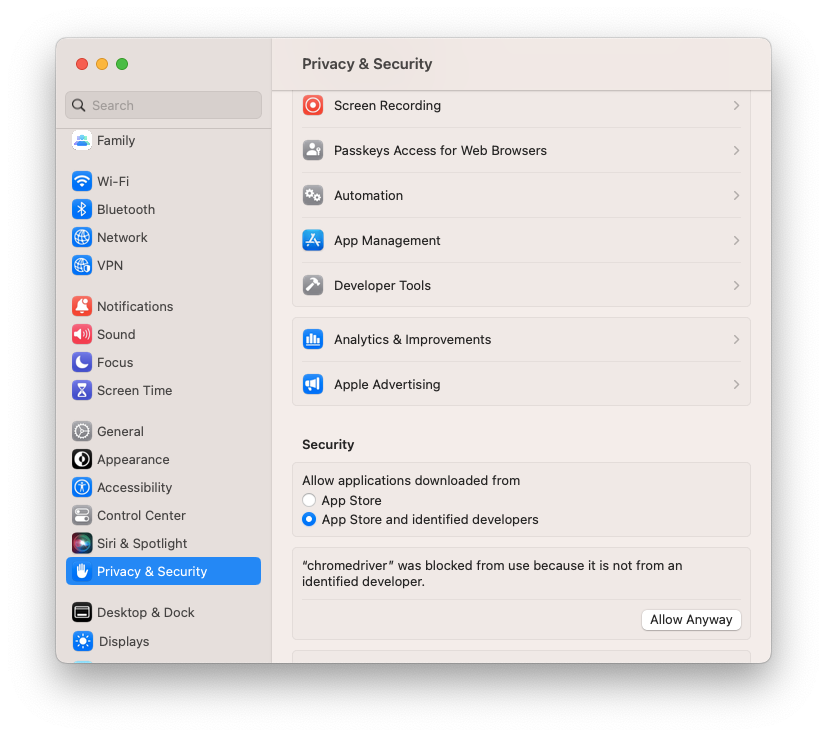 Privacy & Security
Search
Family
Wi-Fi
Bluetooth
Network
VPN
Notifications
Sound
Focus
Screen Time
General
Appearance
Accessibility
Control Center
Siri & Spotlight
Privacy & Security
Desktop & Dock
Displays
Screen Recording
Passkeys Access for Web Browsers
Automation
App Management
Developer Tools
Analytics & Improvements
Apple Advertising
Security
Allow applications downloaded from
App Store
App Store and identified developers
“chromedriver” was blocked from use because it is not from an
identified developer.
Allow Anyway